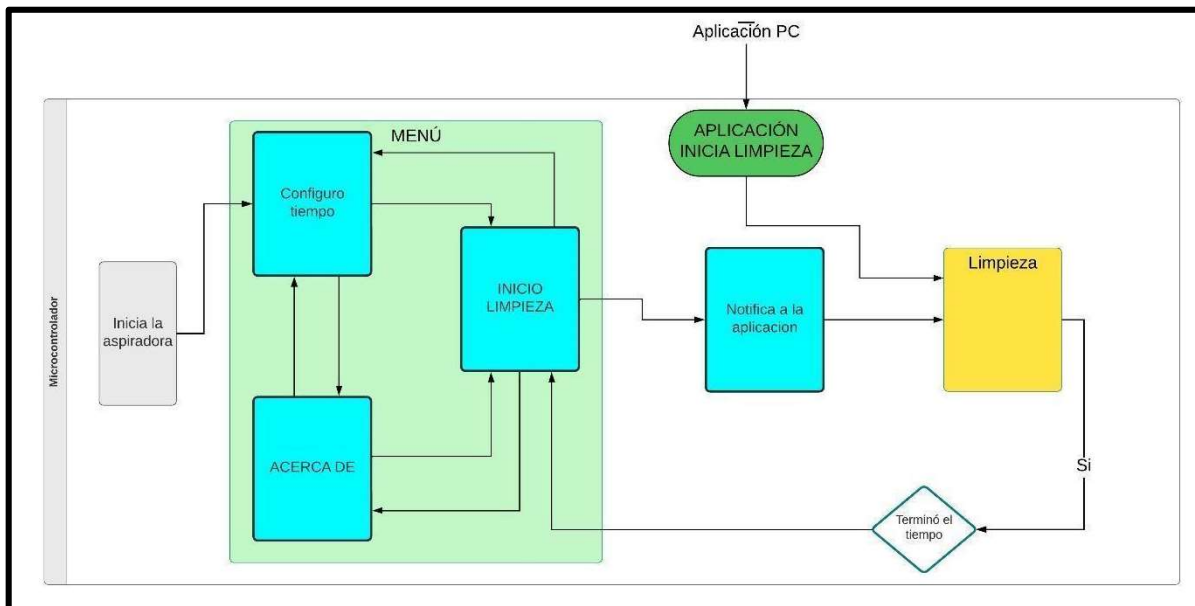 Aplicación PC
Microcontrolador
MENÚ
APLICACIÓN
INICIA LIMPIEZA
Configuro
tiempo
Inicia la
aspiradora
INICIO
LIMPIEZA
Notifica a la
aplicacion
Limpieza
ACERCA DE
Si
Terminó el
tiempo